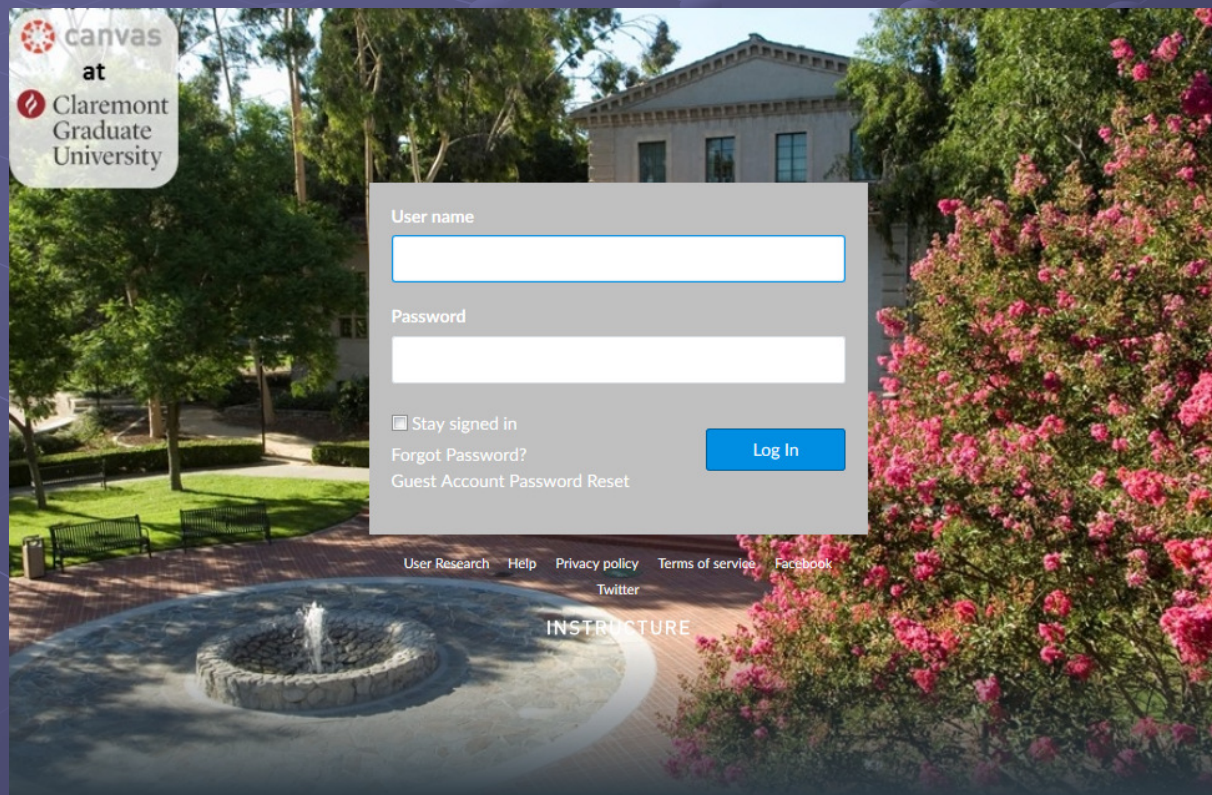 canvas
at
Claremont
Graduate
University
User name
Password
Stay signed in
Forgot Password?
Log In
Guest Account Password Reset
User Research Help Privacy policy Terms of service Facebook
Twitter
INSTRUCTURE